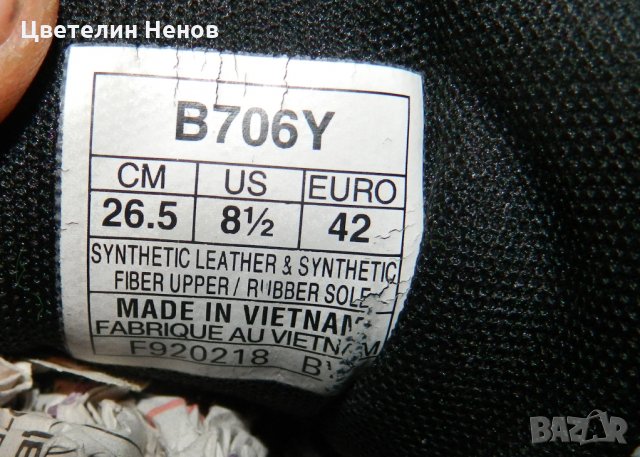 Цветелин Ненов
B706Y
CM US EURO
26.5 8½ 42
SYNTHETIC LEATHER & SYNTHETIC
FIBER UPPER / RUBBER SOLE
MADE IN VIETNAM
FABRIQUE AU VIETNAM
F920218
BAZAR